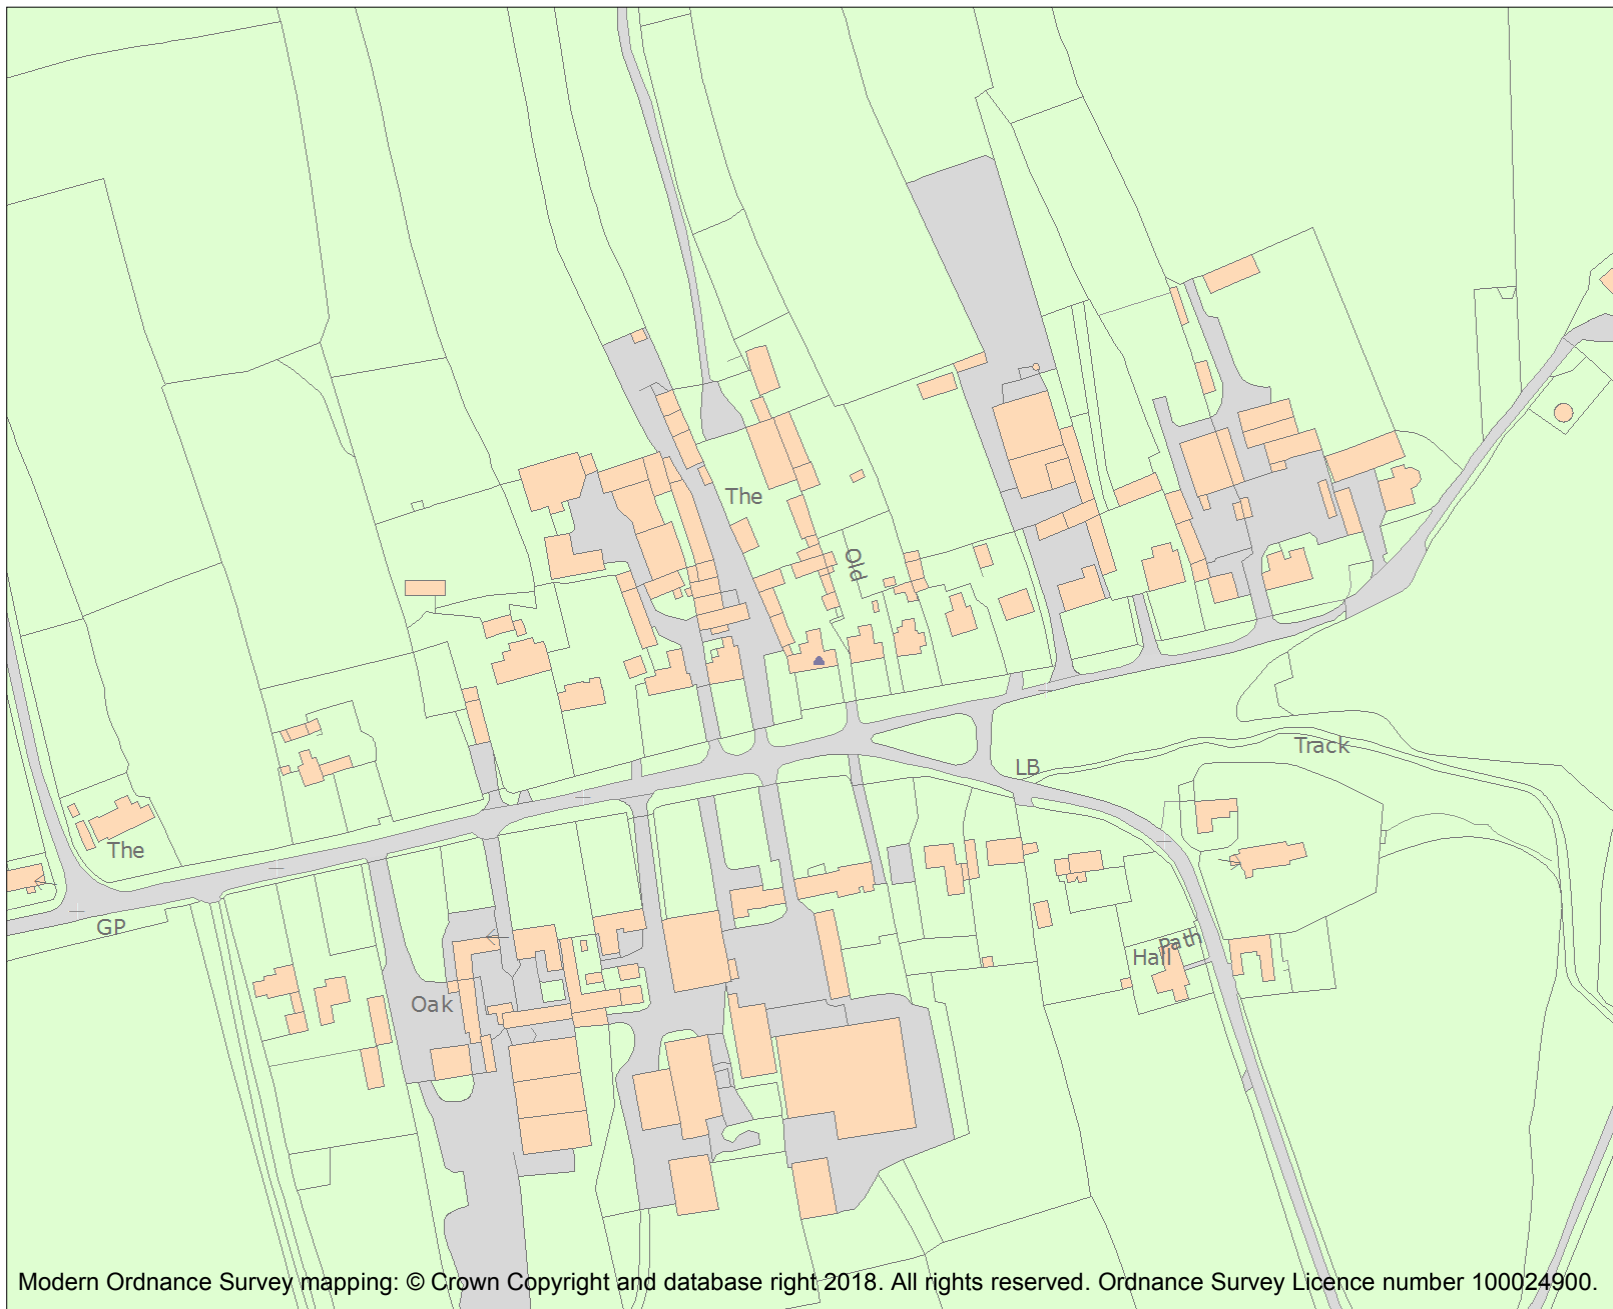 The
Old
Track
LB
The
GP
Path
Hall
Oak
Modern Ordnance Survey mapping: © Crown Copyright and database right 2018. All rights reserved. Ordnance Survey Licence number 100024900.